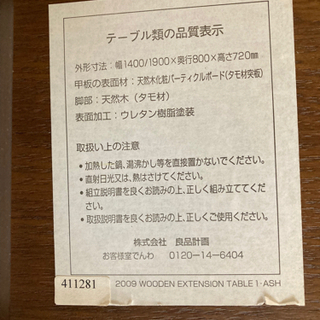 テーブル類の品質表示
外形寸法：幅1400/1900×奥行800×高さ720㎜
甲板の表面材：天然木化粧パーティクルボード(タモ材突板)
脚部：天然木（タモ材）
表面加工：ウレタン樹脂塗装
取扱い上の注意
●加熱した鍋、湯沸かし等を直接置かないでください。
●直射日光又は、熱はさけてください。
●組立説明書を良くお読みの上、正しく組み立ててください。
●取扱説明書を良くお読みの上、正しくご使用ください。
株式会社　良品計画
お客様室でんわ　0120-14-6404
411281
2009 WOODEN EXTENSION TABLE 1・ASH